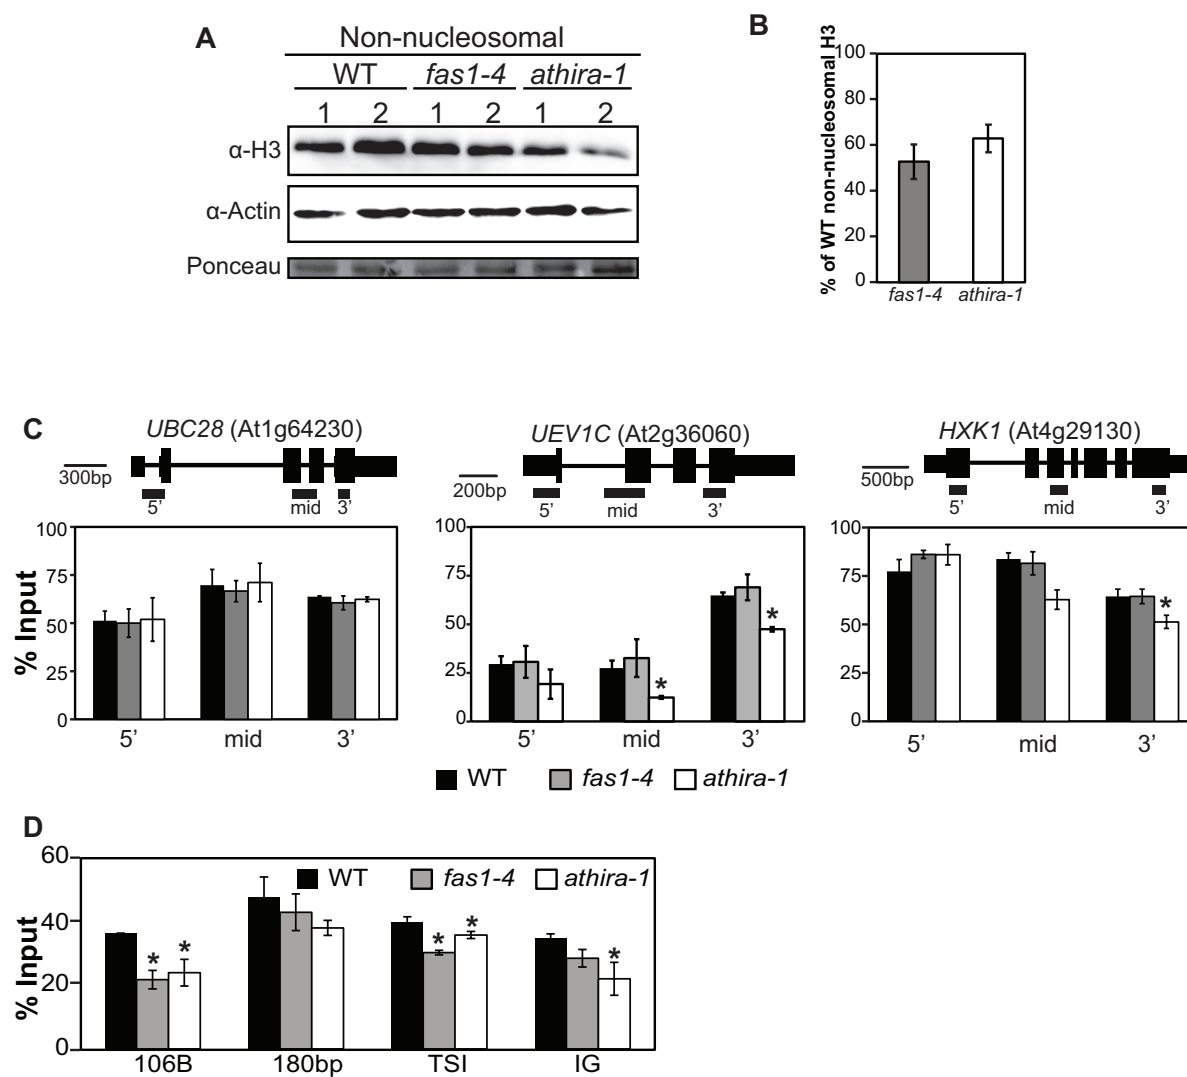 A
Non-nucleosomal
WT fas1-4 athira-1
1 2 1 2 1 2
α-H3
α-Actin
Ponceau
B
% of WT non-nucleosomal H3
100
80
60
40
20
0
fas1-4 athira-1
C
UBC28 (At1g64230)
300bp
5’ mid 3’
UEV1C (At2g36060)
200bp
5’ mid 3’
HXK1 (At4g29130)
500bp
5’ mid 3’
% Input
100
75
50
25
0
5’ mid 3’
100
75
50
25
0
* *
5’ mid 3’
100
75
50
25
0
*
5’ mid 3’
WT fas1-4 athira-1
D
% Input
60
40
20
0
WT fas1-4 athira-1
* * * * *
106B 180bp TSI IG